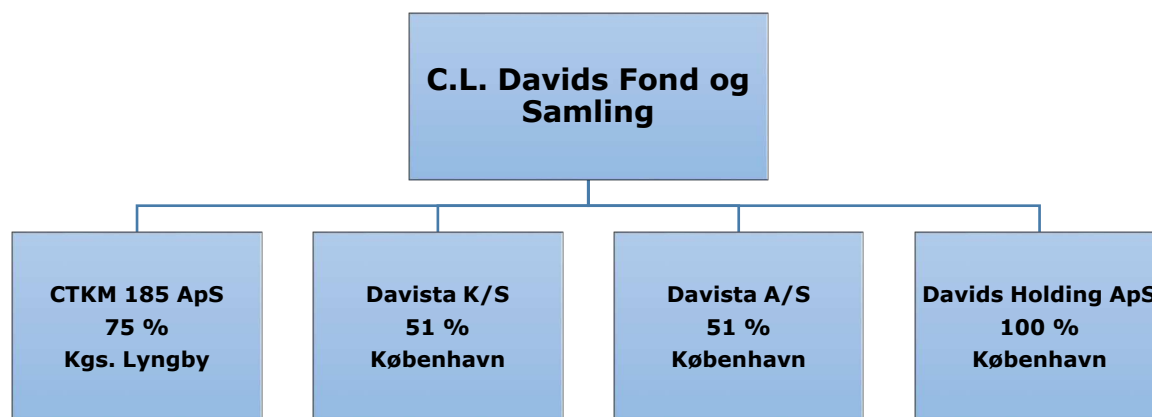 C.L. Davids Fond og
Samling
CTKM 185 ApS
75 %
Kgs. Lyngby
Davista K/S
51 %
København
Davista A/S
51 %
København
Davids Holding ApS
100 %
København